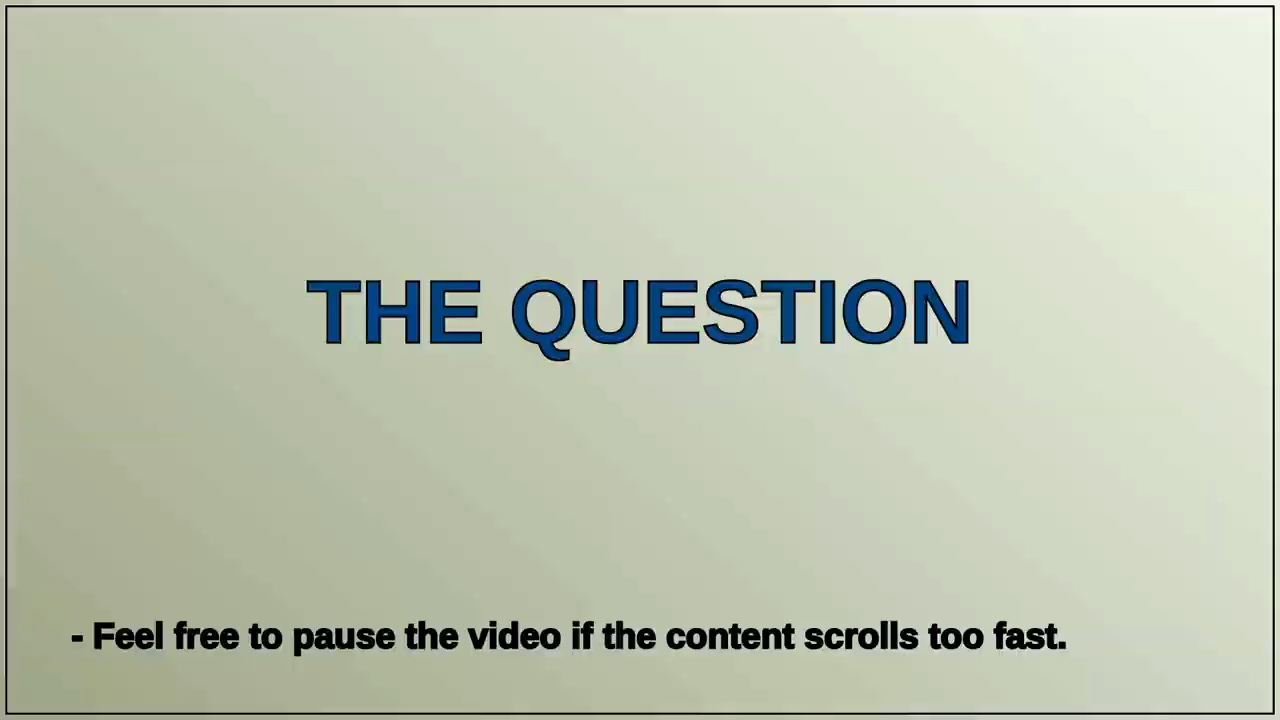 THE QUESTION
- Feel free to pause the video if the content scrolls too fast.